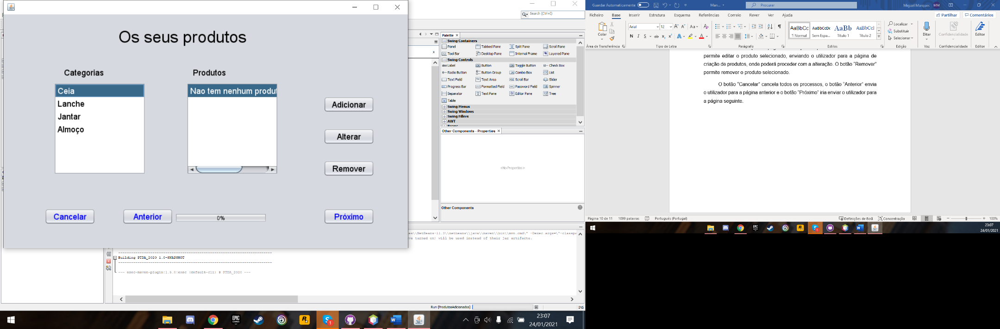 Os seus produtos
Categorias
Produtos
Ceia
Lanche
Jantar
Almoço
Nao tem nenhum produt
Adicionar
Alterar
Remover
Cancelar
Anterior
0%
Próximo
Search (Ctrl+I)
Palette
Swing Containers
Panel Tabbed Pane Split Pane Scroll Pane
Tool Bar Desktop Pane Internal Frame Layered Pane
Swing Controls
Label Button Toggle Button Check Box
Radio Button Button Group Combo Box List
Text Field Text Area Scroll Bar Slider
Progress Bar Formatted Field Password Field Spinner
Separator Text Pane Editor Pane Tree
Table
Swing Menus
Swing Windows
Swing Fillers
AWT
Beans
Other Components - Properties
<No Properties>
Other Components
es\\NetBeans-11.3\\netbeans\\java\\maven\\bin\\mvn.cmd\" -Dexec.args=\"-classpe
ve turned on) will be used instead of their jar artifacts.
Building PTDA_2020 1.0-SNAPSHOT
--- exec-maven-plugin:1.5.0:exec (default-cli) @ PTDA_2020 ---
Run (ProdutosAdicionados)
INS
23:07
24/01/2021
Guardar Automaticamente
Man...
Procurar
Miguel Marques MM
Ficheiro Base Inserir Estrutura Esquema Referências Correio Rever Ver Ajuda
Partilhar Comentários
Colar
Arial 12
N I S ab x₂ x²
AaBbCc AaBbCcDc AaBb AaBbCcl
¶ Normal Sem Espa... Título 1 Título 2
Localizar
Substituir
Selecionar
Ditar
Confidencialidade
Editor
Área de Transferência Tipo de Letra Parágrafo Estilos Edição Voz Confidencialidade Editor
permite editar o produto selecionado, enviando o utilizador para a página de
criação de produtos, onde poderá proceder com a alteração. O botão “Remover”
permite remover o produto selecionado.
O botão “Cancelar” cancela todos os processos, o botão “Anterior” envia
o utilizador para a página anterior e o botão “Próximo” iria enviar o utilizador para
a página seguinte.
Página 10 de 11 1099 palavras Português (Portugal)
Definições de Ecrã Concentração 100%
23:07
24/01/2021